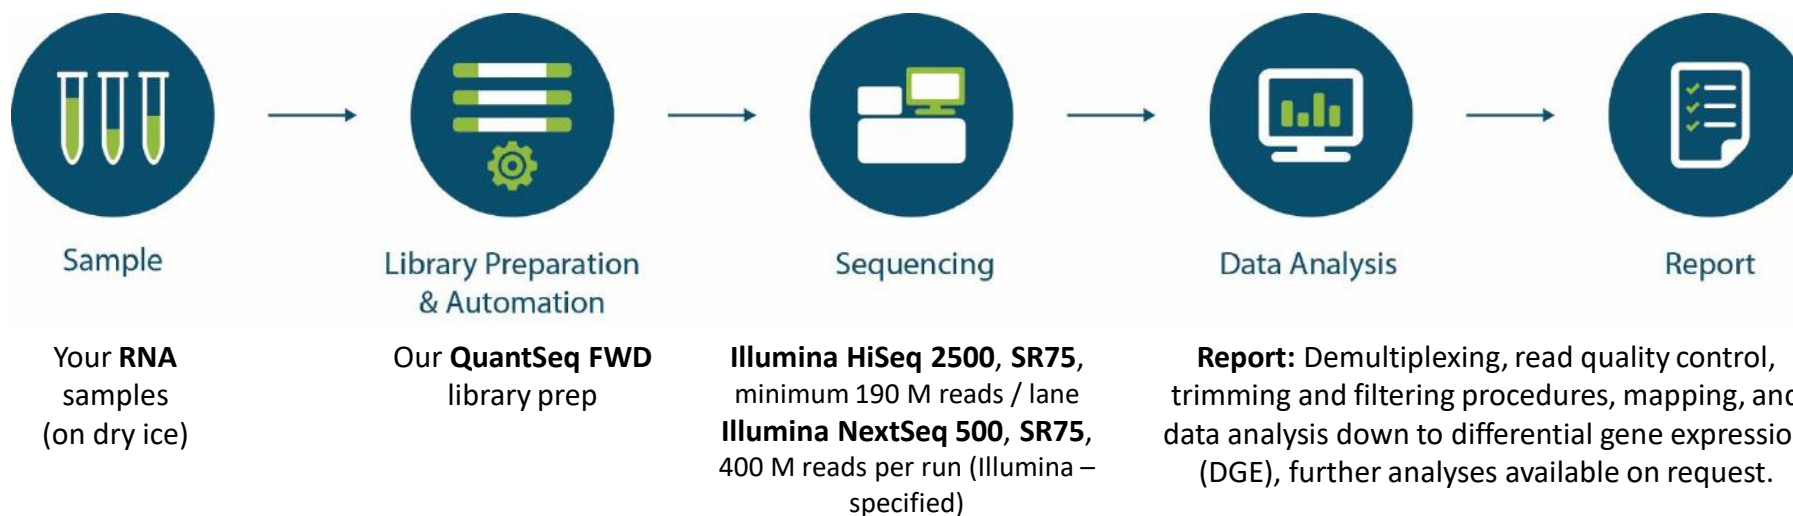 Sample
Library Preparation
& Automation
Sequencing
Data Analysis
Report
Your RNA
samples
(on dry ice)
Our QuantSeq FWD
library prep
Illumina HiSeq 2500, SR75,
minimum 190 M reads / lane
Illumina NextSeq 500, SR75,
400 M reads per run (Illumina –
specified)
Report: Demultiplexing, read quality control,
trimming and filtering procedures, mapping, and
data analysis down to differential gene expressio
(DGE), further analyses available on request.